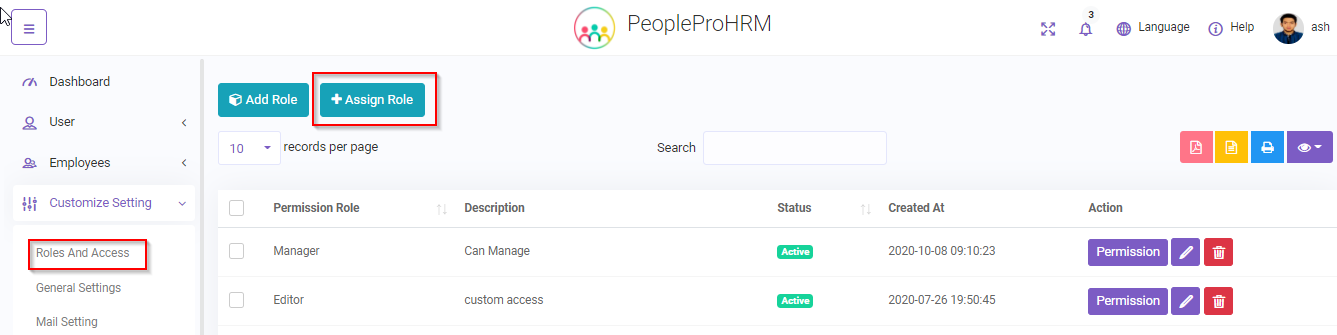 PeopleProHRM
3
Language
Help
ash
Dashboard
User
Employees
Customize Setting
Roles And Access
General Settings
Mail Setting
Add Role
Assign Role
10 records per page
Search
Permission Role Description Status Created At Action
Manager Can Manage Active 2020-10-08 09:10:23 Permission
Editor custom access Active 2020-07-26 19:50:45 Permission